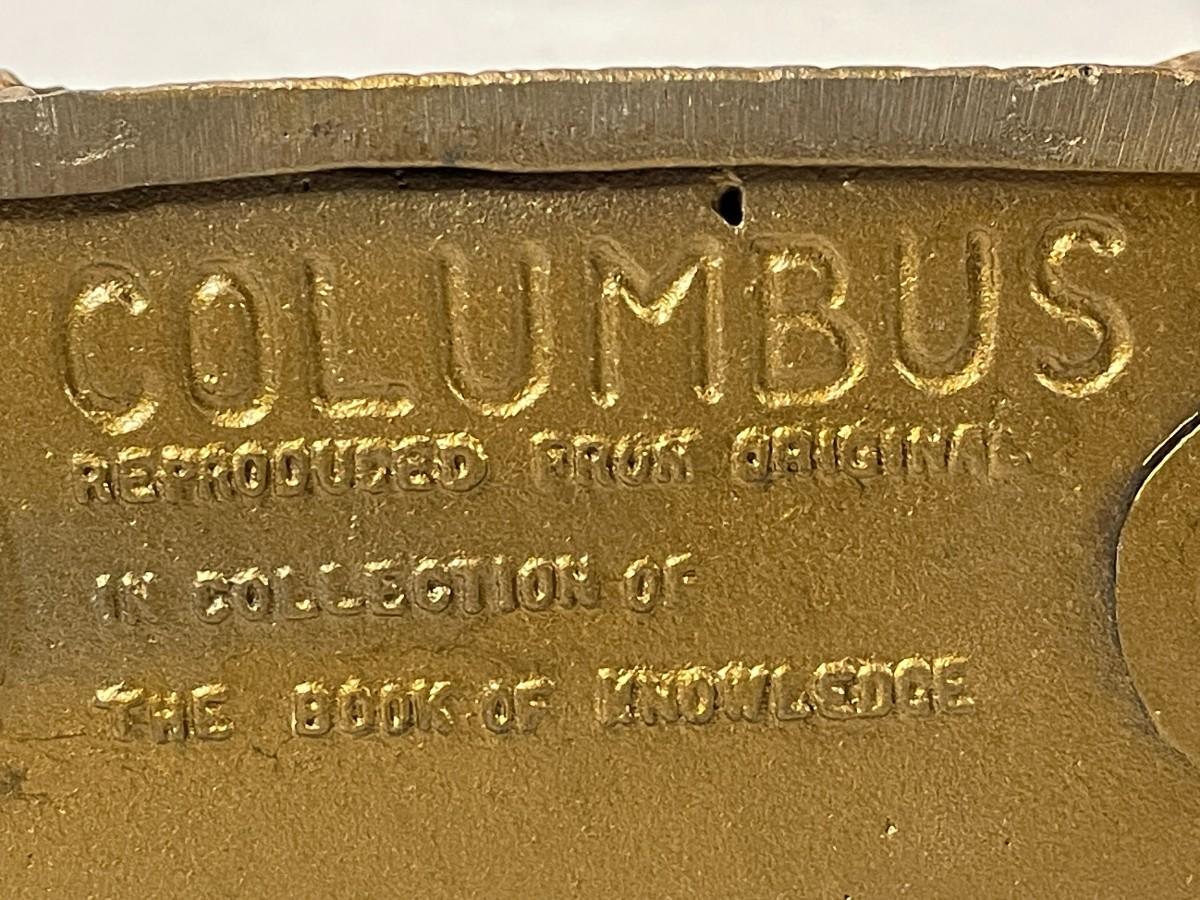 COLUMBUS
REPRODUCED FROM ORIGINAL
IN COLLECTION OF
THE BOOK OF KNOWLEDGE